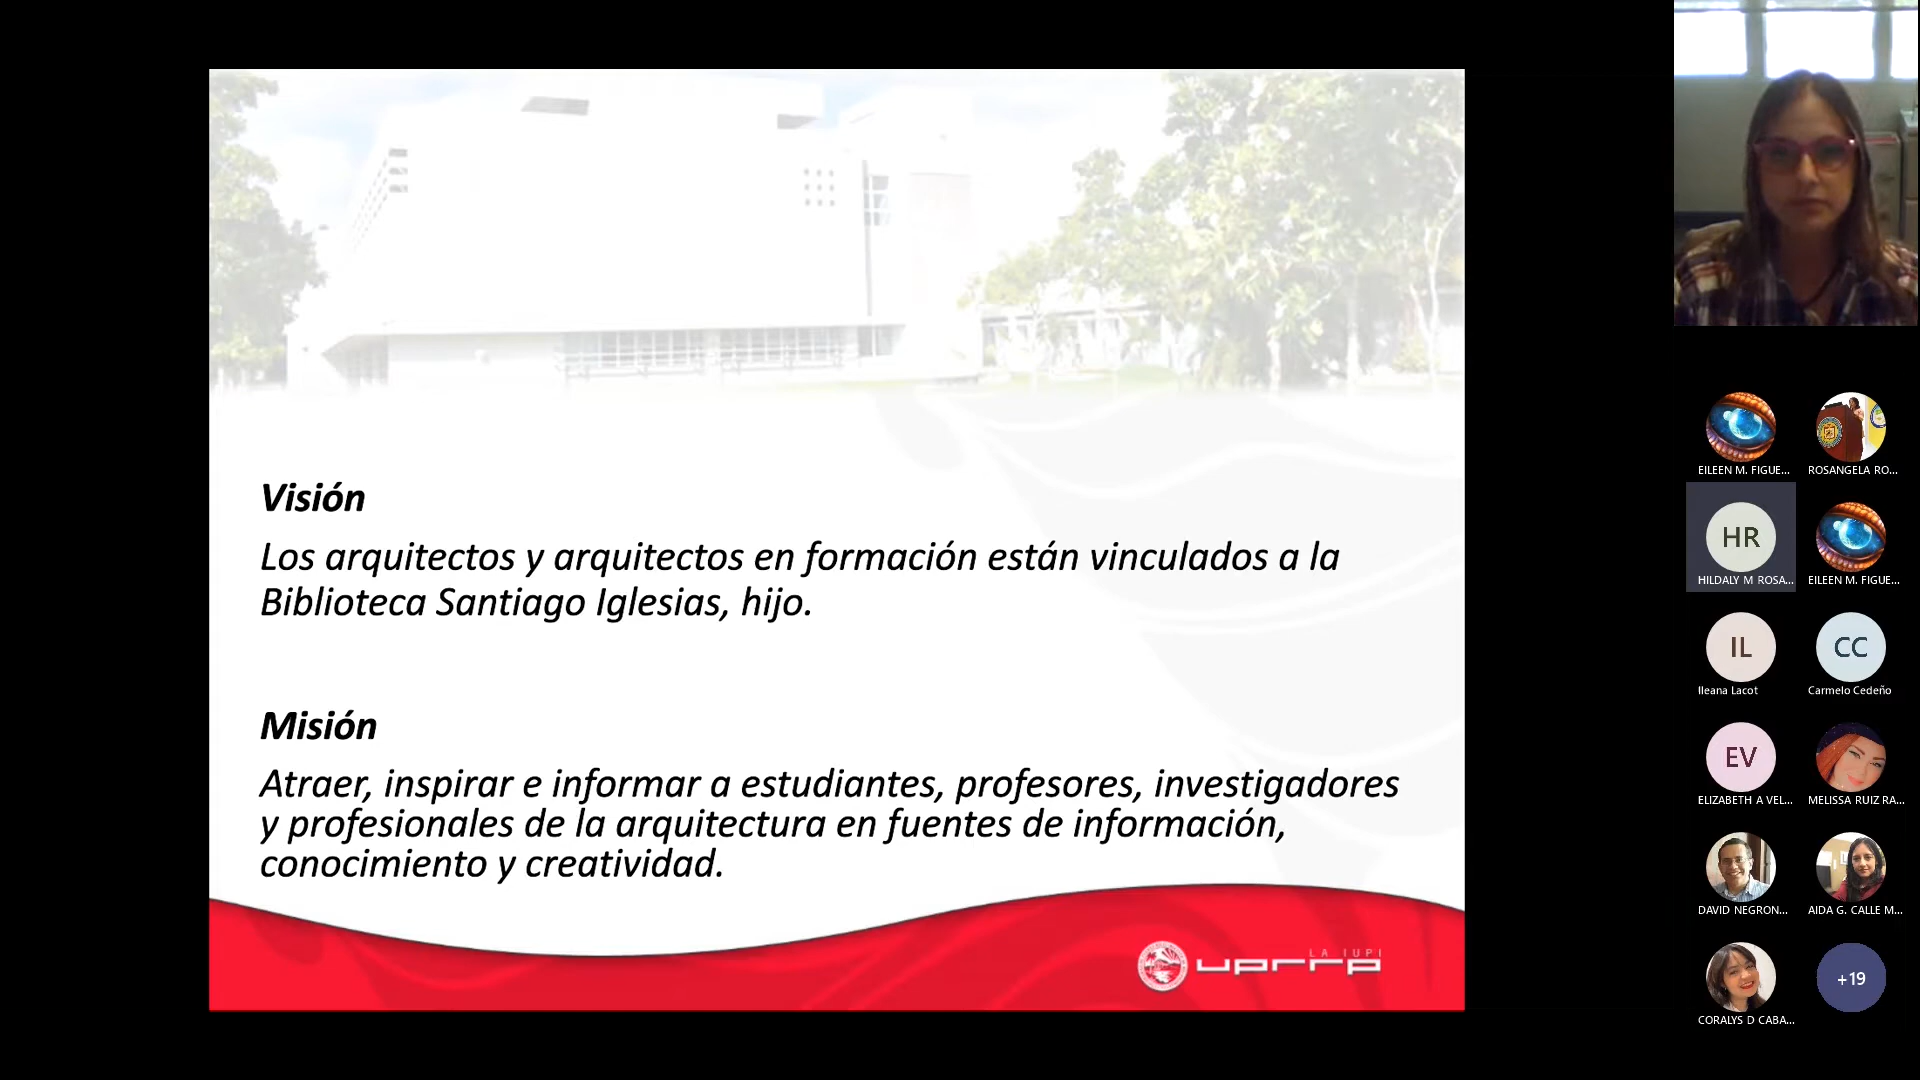 Visión
Los arquitectos y arquitectos en formación están vinculados a la
Biblioteca Santiago Iglesias, hijo.
Misión
Atraer, inspirar e informar a estudiantes, profesores, investigadores
y profesionales de la arquitectura en fuentes de información,
conocimiento y creatividad.
LA IUPI
uprrp
EILEEN M. FIGUE...
ROSANGELA RO...
HR
HILDALY M ROSA...
EILEEN M. FIGUE...
IL
Ileana Lacot
CC
Carmelo Cedeño
EV
ELIZABETH A VEL...
MELISSA RUIZ RA...
DAVID NEGRON...
AIDA G. CALLE M...
CORALYS D CABA...
+19